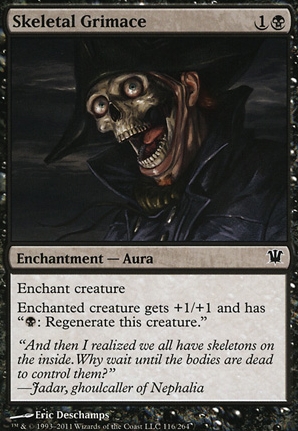 Skeletal Grimace 1
Enchantment — Aura
Enchant creature
Enchanted creature gets +1/+1 and has
“: Regenerate this creature.”
“And then I realized we all have skeletons on
the inside. Why wait until the bodies are dead
to control them?”
—Jadar, ghoulcaller of Nephalia
Eric Deschamps
™ & © 1993–2011 Wizards of the Coast LLC 116/264